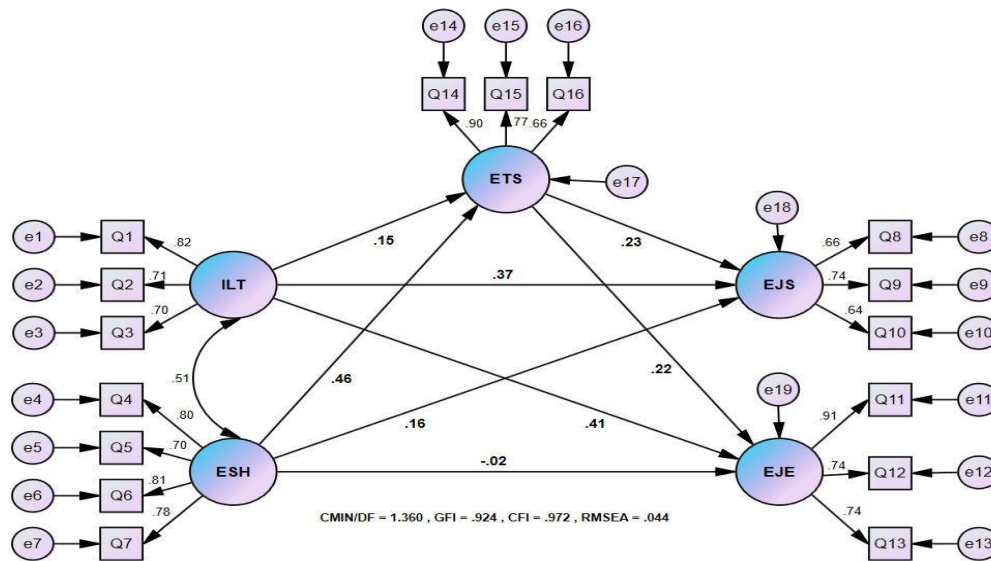 e14 e15 e16
Q14 Q15 Q16
.90 .77 .66
ETS e17
e18
e1 Q1 .82 .15 .23 .66 Q8 e8
e2 Q2 .71 ILT .37 EJS .74 Q9 e9
e3 Q3 .70 .64 Q10 e10
.51 .46 .22
e4 Q4 .80 .16 .41 e19 .91 Q11 e11
e5 Q5 .70
e6 Q6 .81 ESH -.02 EJE .74 Q12 e12
e7 Q7 .78 .74 Q13 e13
CMIN/DF = 1.360 , GFI = .924 , CFI = .972 , RMSEA = .044